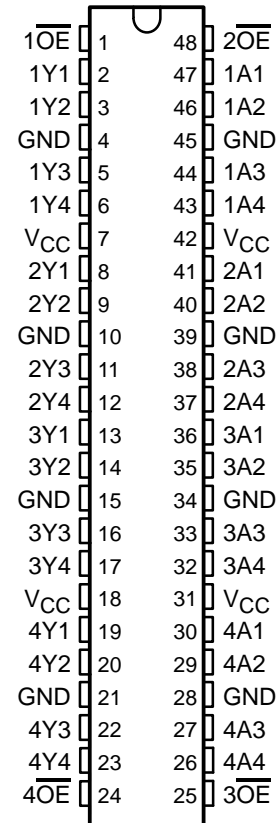 1O̅E̅ 1 48 2O̅E̅
1Y1 2 47 1A1
1Y2 3 46 1A2
GND 4 45 GND
1Y3 5 44 1A3
1Y4 6 43 1A4
VCC 7 42 VCC
2Y1 8 41 2A1
2Y2 9 40 2A2
GND 10 39 GND
2Y3 11 38 2A3
2Y4 12 37 2A4
3Y1 13 36 3A1
3Y2 14 35 3A2
GND 15 34 GND
3Y3 16 33 3A3
3Y4 17 32 3A4
VCC 18 31 VCC
4Y1 19 30 4A1
4Y2 20 29 4A2
GND 21 28 GND
4Y3 22 27 4A3
4Y4 23 26 4A4
4O̅E̅ 24 25 3O̅E̅